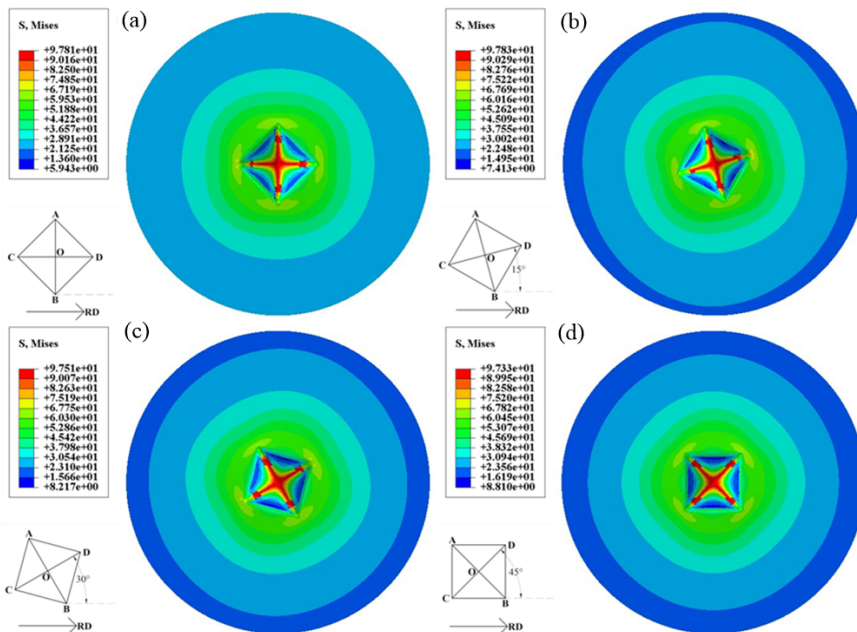 (a)
S, Mises
+9.781e+01
+9.016e+01
+8.250e+01
+7.485e+01
+6.719e+01
+5.953e+01
+5.188e+01
+4.422e+01
+3.657e+01
+2.891e+01
+2.125e+01
+1.360e+01
+5.943e+00
A
C
O
D
B
RD
(b)
S, Mises
+9.783e+01
+9.029e+01
+8.276e+01
+7.522e+01
+6.769e+01
+6.016e+01
+5.262e+01
+4.509e+01
+3.755e+01
+3.002e+01
+2.248e+01
+1.495e+01
+7.413e+00
A
D
O
C
15°
B
RD
(c)
S, Mises
+9.751e+01
+9.007e+01
+8.263e+01
+7.519e+01
+6.775e+01
+6.030e+01
+5.286e+01
+4.542e+01
+3.798e+01
+3.054e+01
+2.310e+01
+1.566e+01
+8.217e+00
A
D
O
30°
C
B
RD
(d)
S, Mises
+9.733e+01
+8.995e+01
+8.258e+01
+7.520e+01
+6.782e+01
+6.045e+01
+5.307e+01
+4.569e+01
+3.832e+01
+3.094e+01
+2.356e+01
+1.619e+01
+8.810e+00
A
D
O
45°
C
B
RD